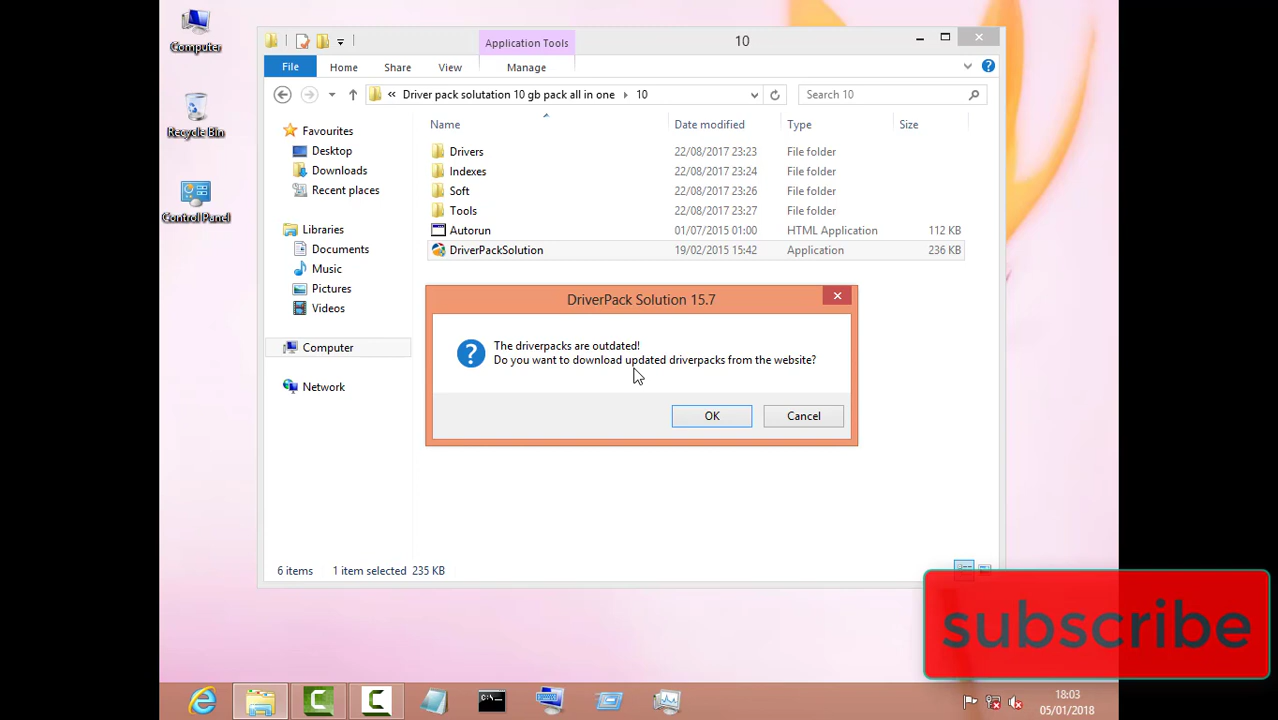 Computer
Recycle Bin
Control Panel
Application Tools
10
File
Home
Share
View
Manage
« Driver pack solutation 10 gb pack all in one
10
Search 10
Favourites
Desktop
Downloads
Recent places
Libraries
Documents
Music
Pictures
Videos
Computer
Network
Name
Date modified
Type
Size
Drivers 22/08/2017 23:23 File folder
Indexes 22/08/2017 23:24 File folder
Soft 22/08/2017 23:26 File folder
Tools 22/08/2017 23:27 File folder
Autorun 01/07/2015 01:00 HTML Application 112 KB
DriverPackSolution 19/02/2015 15:42 Application 236 KB
DriverPack Solution 15.7
The driverpacks are outdated!
Do you want to download updated driverpacks from the website?
OK
Cancel
6 items 1 item selected 235 KB
subscribe
18:03
05/01/2018